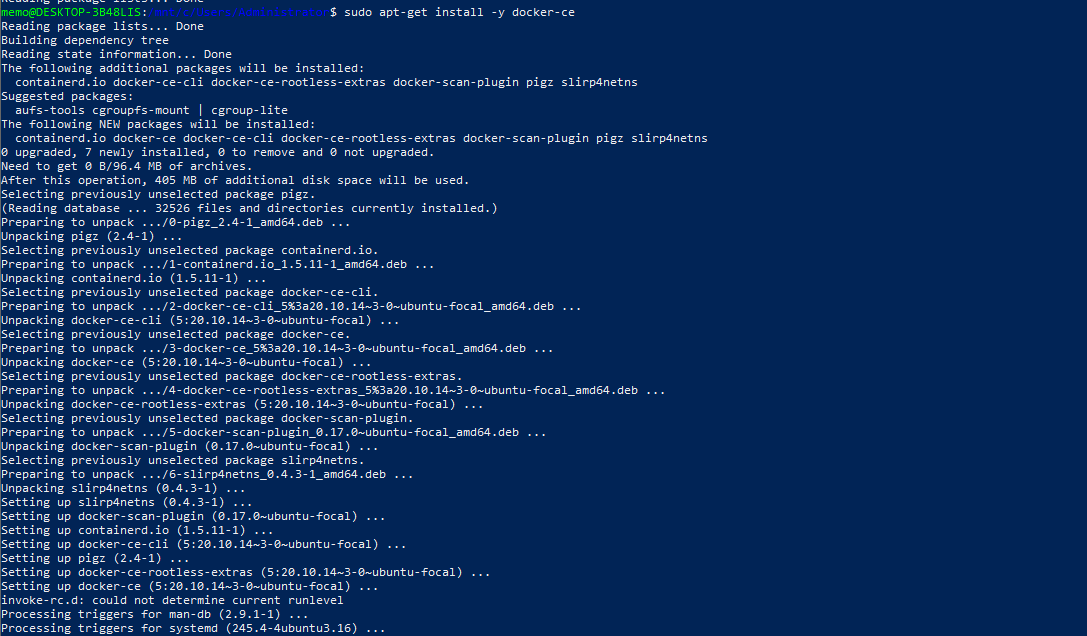 Reading package lists... Done
memo@DESKTOP-3B48LIS:/mnt/c/Users/Administrator$ sudo apt-get install -y docker-ce
Reading package lists... Done
Building dependency tree
Reading state information... Done
The following additional packages will be installed:
  containerd.io docker-ce-cli docker-ce-rootless-extras docker-scan-plugin pigz slirp4netns
Suggested packages:
  aufs-tools cgroupfs-mount | cgroup-lite
The following NEW packages will be installed:
  containerd.io docker-ce docker-ce-cli docker-ce-rootless-extras docker-scan-plugin pigz slirp4netns
0 upgraded, 7 newly installed, 0 to remove and 0 not upgraded.
Need to get 0 B/96.4 MB of archives.
After this operation, 405 MB of additional disk space will be used.
Selecting previously unselected package pigz.
(Reading database ... 32526 files and directories currently installed.)
Preparing to unpack .../0-pigz_2.4-1_amd64.deb ...
Unpacking pigz (2.4-1) ...
Selecting previously unselected package containerd.io.
Preparing to unpack .../1-containerd.io_1.5.11-1_amd64.deb ...
Unpacking containerd.io (1.5.11-1) ...
Selecting previously unselected package docker-ce-cli.
Preparing to unpack .../2-docker-ce-cli_5%3a20.10.14~3-0~ubuntu-focal_amd64.deb ...
Unpacking docker-ce-cli (5:20.10.14~3-0~ubuntu-focal) ...
Selecting previously unselected package docker-ce.
Preparing to unpack .../3-docker-ce_5%3a20.10.14~3-0~ubuntu-focal_amd64.deb ...
Unpacking docker-ce (5:20.10.14~3-0~ubuntu-focal) ...
Selecting previously unselected package docker-ce-rootless-extras.
Preparing to unpack .../4-docker-ce-rootless-extras_5%3a20.10.14~3-0~ubuntu-focal_amd64.deb ...
Unpacking docker-ce-rootless-extras (5:20.10.14~3-0~ubuntu-focal) ...
Selecting previously unselected package docker-scan-plugin.
Preparing to unpack .../5-docker-scan-plugin_0.17.0~ubuntu-focal_amd64.deb ...
Unpacking docker-scan-plugin (0.17.0~ubuntu-focal) ...
Selecting previously unselected package slirp4netns.
Preparing to unpack .../6-slirp4netns_0.4.3-1_amd64.deb ...
Unpacking slirp4netns (0.4.3-1) ...
Setting up slirp4netns (0.4.3-1) ...
Setting up docker-scan-plugin (0.17.0~ubuntu-focal) ...
Setting up containerd.io (1.5.11-1) ...
Setting up docker-ce-cli (5:20.10.14~3-0~ubuntu-focal) ...
Setting up pigz (2.4-1) ...
Setting up docker-ce-rootless-extras (5:20.10.14~3-0~ubuntu-focal) ...
Setting up docker-ce (5:20.10.14~3-0~ubuntu-focal) ...
invoke-rc.d: could not determine current runlevel
Processing triggers for man-db (2.9.1-1) ...
Processing triggers for systemd (245.4-4ubuntu3.16) ...